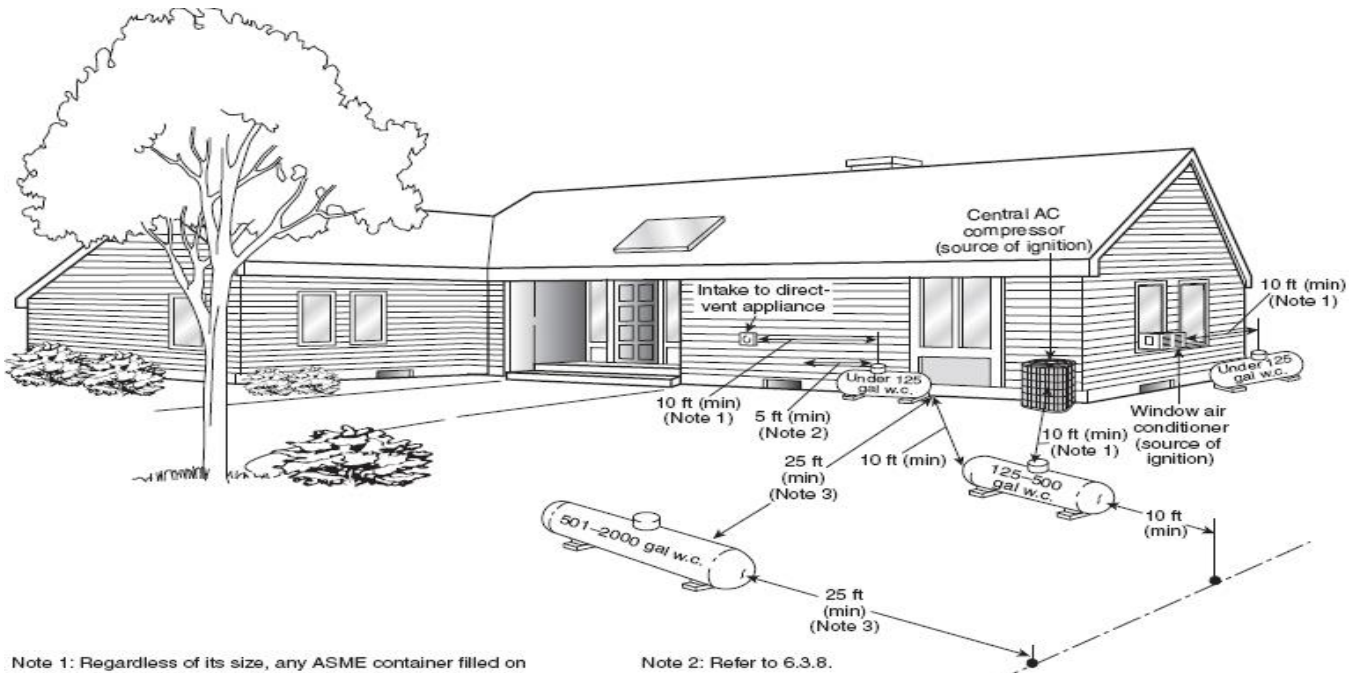 Central AC
compressor
(source of ignition)
10 ft (min)
(Note 1)
Intake to direct-
vent appliance
Under 125
gal w.c.
Under 125
gal w.c.
10 ft (min)
(Note 1)
5 ft (min)
(Note 2)
Window air
conditioner
(source of
ignition)
10 ft (min)
(Note 1)
25 ft
(min)
(Note 3)
10 ft (min)
125–500
gal w.c.
10 ft
(min)
501–2000 gal w.c.
25 ft
(min)
(Note 3)
Note 1: Regardless of its size, any ASME container filled on
Note 2: Refer to 6.3.8.